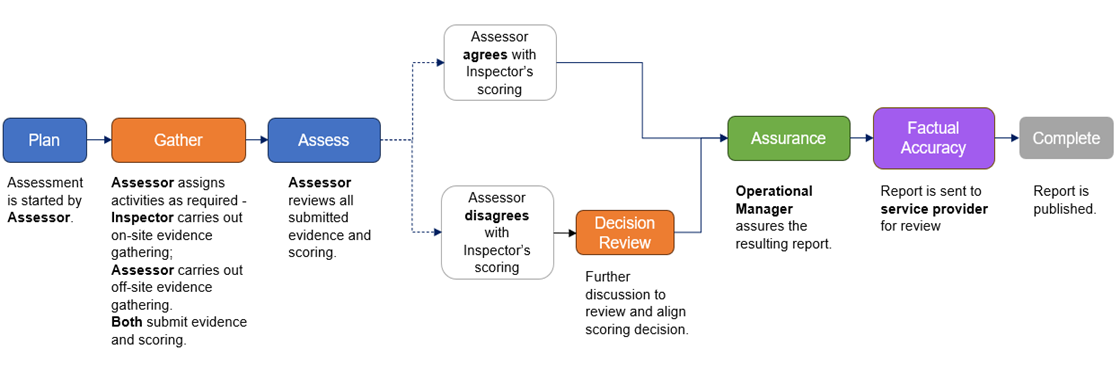 Plan
Assessment
is started by
Assessor.
Gather
Assessor assigns
activities as required -
Inspector carries out
on-site evidence
gathering;
Assessor carries out
off-site evidence
gathering.
Both submit evidence
and scoring.
Assess
Assessor
reviews all
submitted
evidence and
scoring.
Assessor
agrees with
Inspector's
scoring
Assessor
disagrees
with
Inspector's
scoring
Decision
Review
Further
discussion to
review and align
scoring decision.
Assurance
Operational
Manager
assures the
resulting report.
Factual
Accuracy
Report is sent to
service provider
for review
Complete
Report is
published.